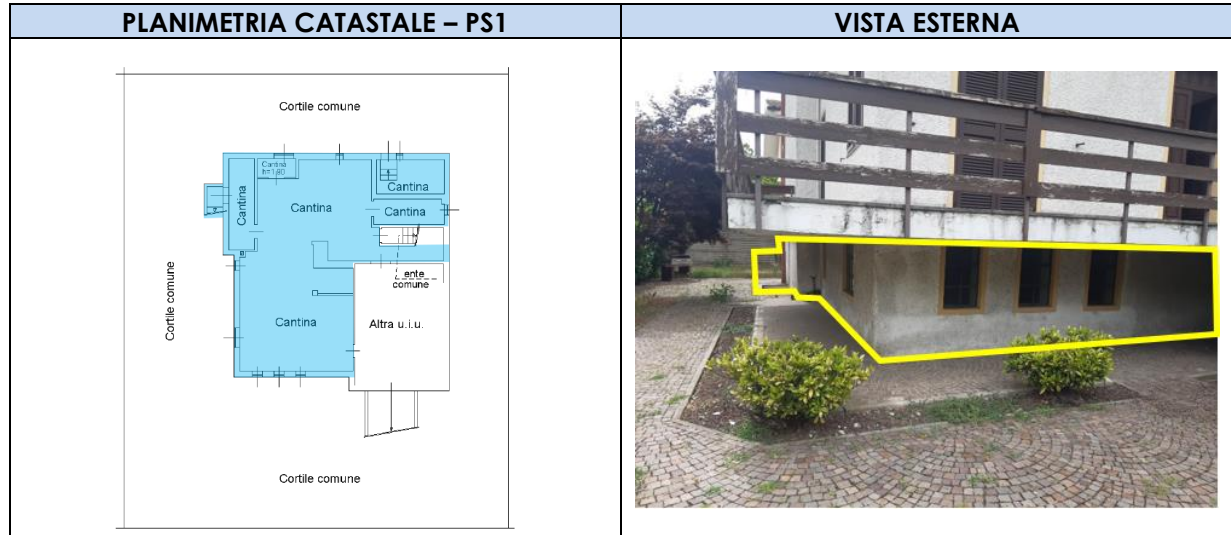 PLANIMETRIA CATASTALE – PS1
VISTA ESTERNA
Cortile comune
Cantina
h=1,80
Cantina
Cantina
Cantina
Cantina
ente
comune
Cortile comune
Cantina
Altra u.i.u.
Cortile comune